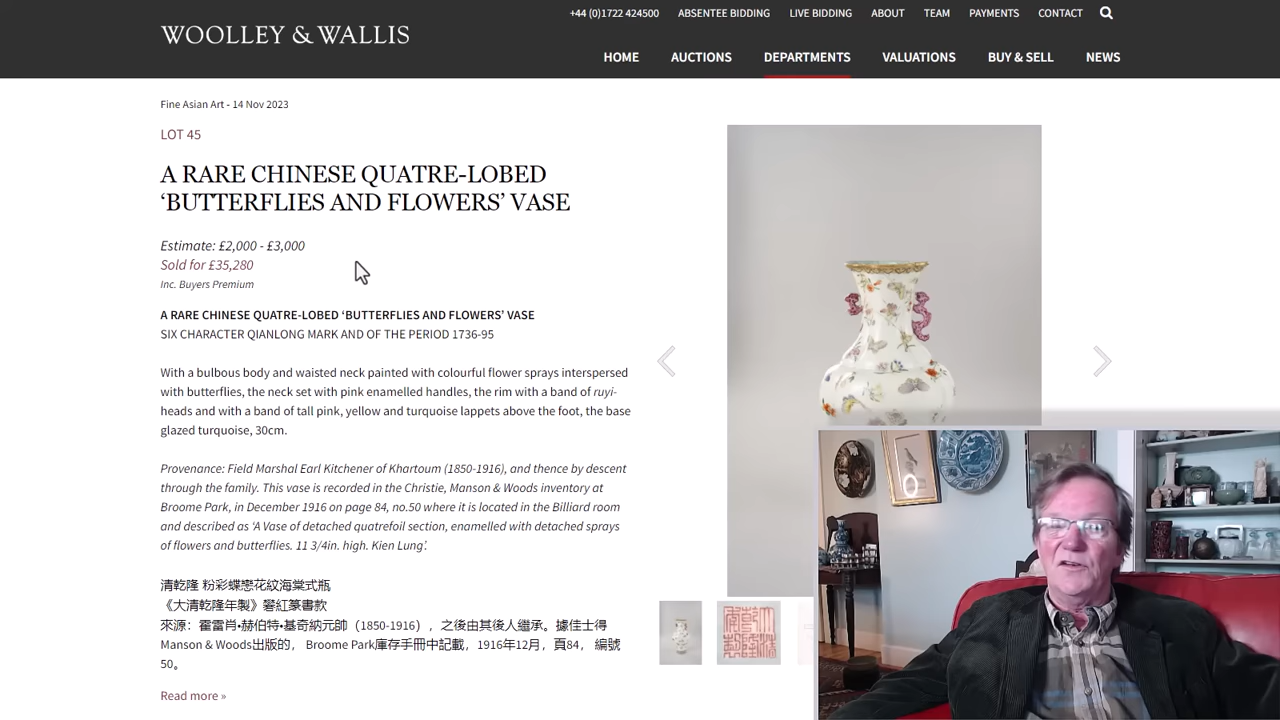 +44 (0)1722 424500 ABSENTEE BIDDING LIVE BIDDING ABOUT TEAM PAYMENTS CONTACT
WOOLLEY & WALLIS
HOME AUCTIONS DEPARTMENTS VALUATIONS BUY & SELL NEWS
Fine Asian Art - 14 Nov 2023
LOT 45
A RARE CHINESE QUATRE-LOBED
‘BUTTERFLIES AND FLOWERS’ VASE
Estimate: £2,000 - £3,000
Sold for £35,280
Inc. Buyers Premium
A RARE CHINESE QUATRE-LOBED ‘BUTTERFLIES AND FLOWERS’ VASE
SIX CHARACTER QIANLONG MARK AND OF THE PERIOD 1736-95
With a bulbous body and waisted neck painted with colourful flower sprays interspersed
with butterflies, the neck set with pink enamelled handles, the rim with a band of ruyi-
heads and with a band of tall pink, yellow and turquoise lappets above the foot, the base
glazed turquoise, 30cm.
Provenance: Field Marshal Earl Kitchener of Khartoum (1850-1916), and thence by descent
through the family. This vase is recorded in the Christie, Manson & Woods inventory at
Broome Park, in December 1916 on page 84, no.50 where it is located in the Billiard room
and described as ‘A Vase of detached quatrefoil section, enamelled with detached sprays
of flowers and butterflies. 11 3/4in. high. Kien Lung’.
清乾隆 粉彩蝶戀花紋海棠式瓶
《大清乾隆年製》礬紅篆書款
來源：霍雷肖•赫伯特•基奇納元帥（1850-1916），之後由其後人繼承。據佳士得
Manson & Woods出版的， Broome Park庫存手冊中記載，1916年12月，頁84， 編號
50。
Read more »